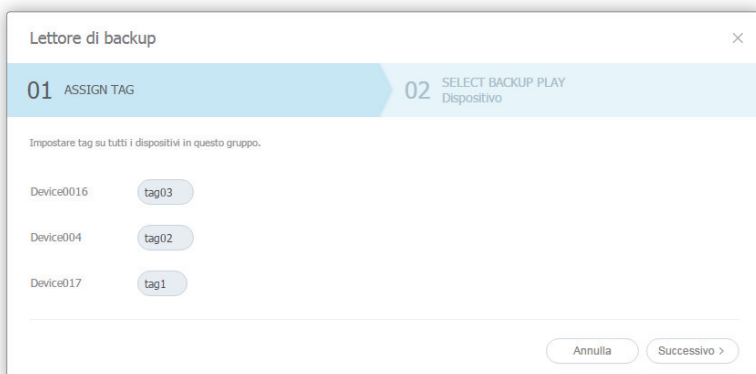 Lettore di backup
01 ASSIGN TAG
02 SELECT BACKUP PLAY
Dispositivo
Impostare tag su tutti i dispositivi in questo gruppo.
Device0016 tag03
Device004 tag02
Device017 tag1
Annulla Successivo >